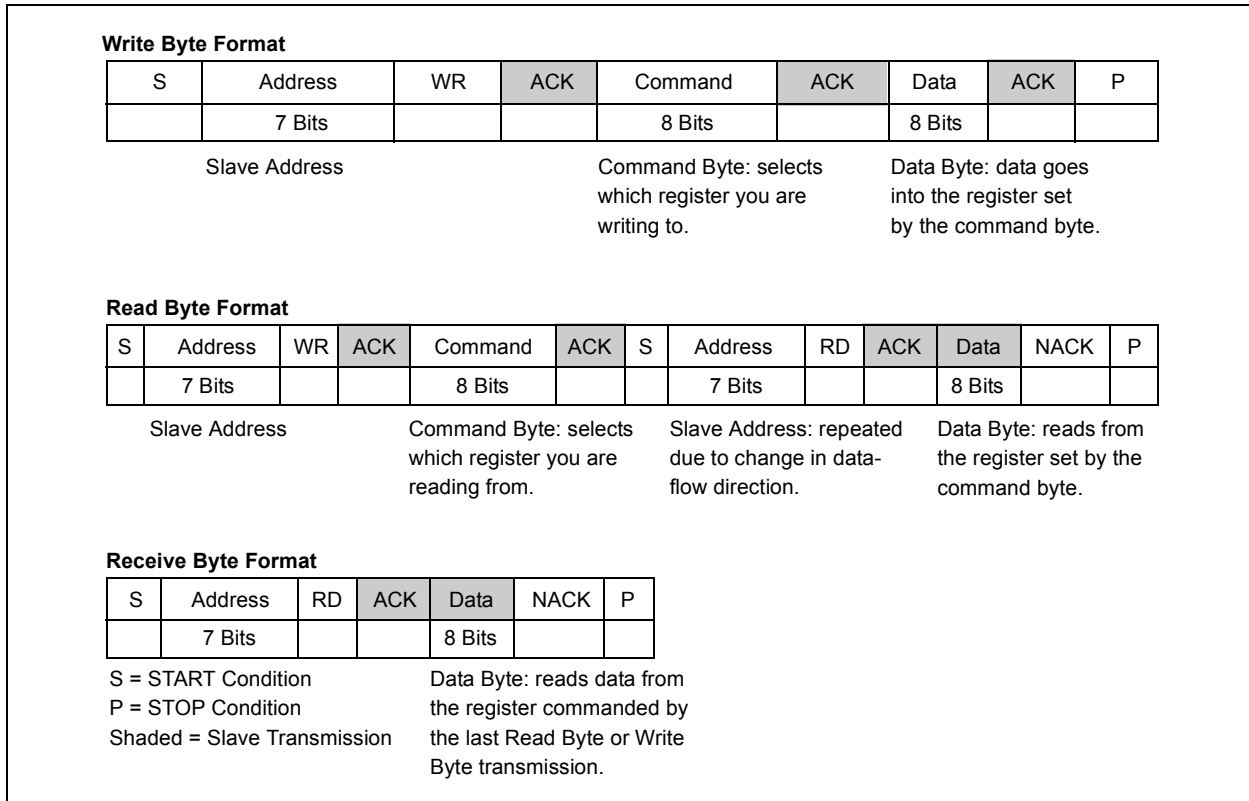 Write Byte Format
S Address WR ACK Command ACK Data ACK P
7 Bits 8 Bits 8 Bits
Slave Address
Command Byte: selects
which register you are
writing to.
Data Byte: data goes
into the register set
by the command byte.
Read Byte Format
S Address WR ACK Command ACK S Address RD ACK Data NACK P
7 Bits 8 Bits 7 Bits 8 Bits
Slave Address
Command Byte: selects
which register you are
reading from.
Slave Address: repeated
due to change in data-
flow direction.
Data Byte: reads from
the register set by the
command byte.
Receive Byte Format
S Address RD ACK Data NACK P
7 Bits 8 Bits
S = START Condition
P = STOP Condition
Shaded = Slave Transmission
Data Byte: reads data from
the register commanded by
the last Read Byte or Write
Byte transmission.